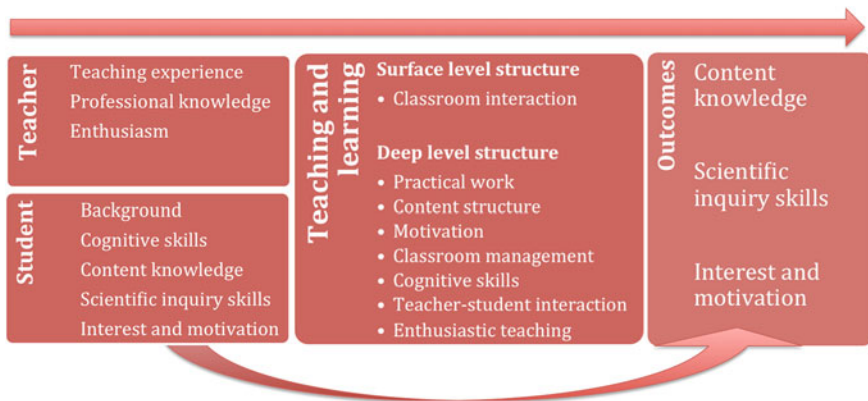 Teacher
Teaching experience
Professional knowledge
Enthusiasm
Student
Background
Cognitive skills
Content knowledge
Scientific inquiry skills
Interest and motivation
Teaching and
learning
Surface level structure
• Classroom interaction
Deep level structure
• Practical work
• Content structure
• Motivation
• Classroom management
• Cognitive skills
• Teacher-student interaction
• Enthusiastic teaching
Outcomes
Content
knowledge
Scientific
inquiry skills
Interest and
motivation